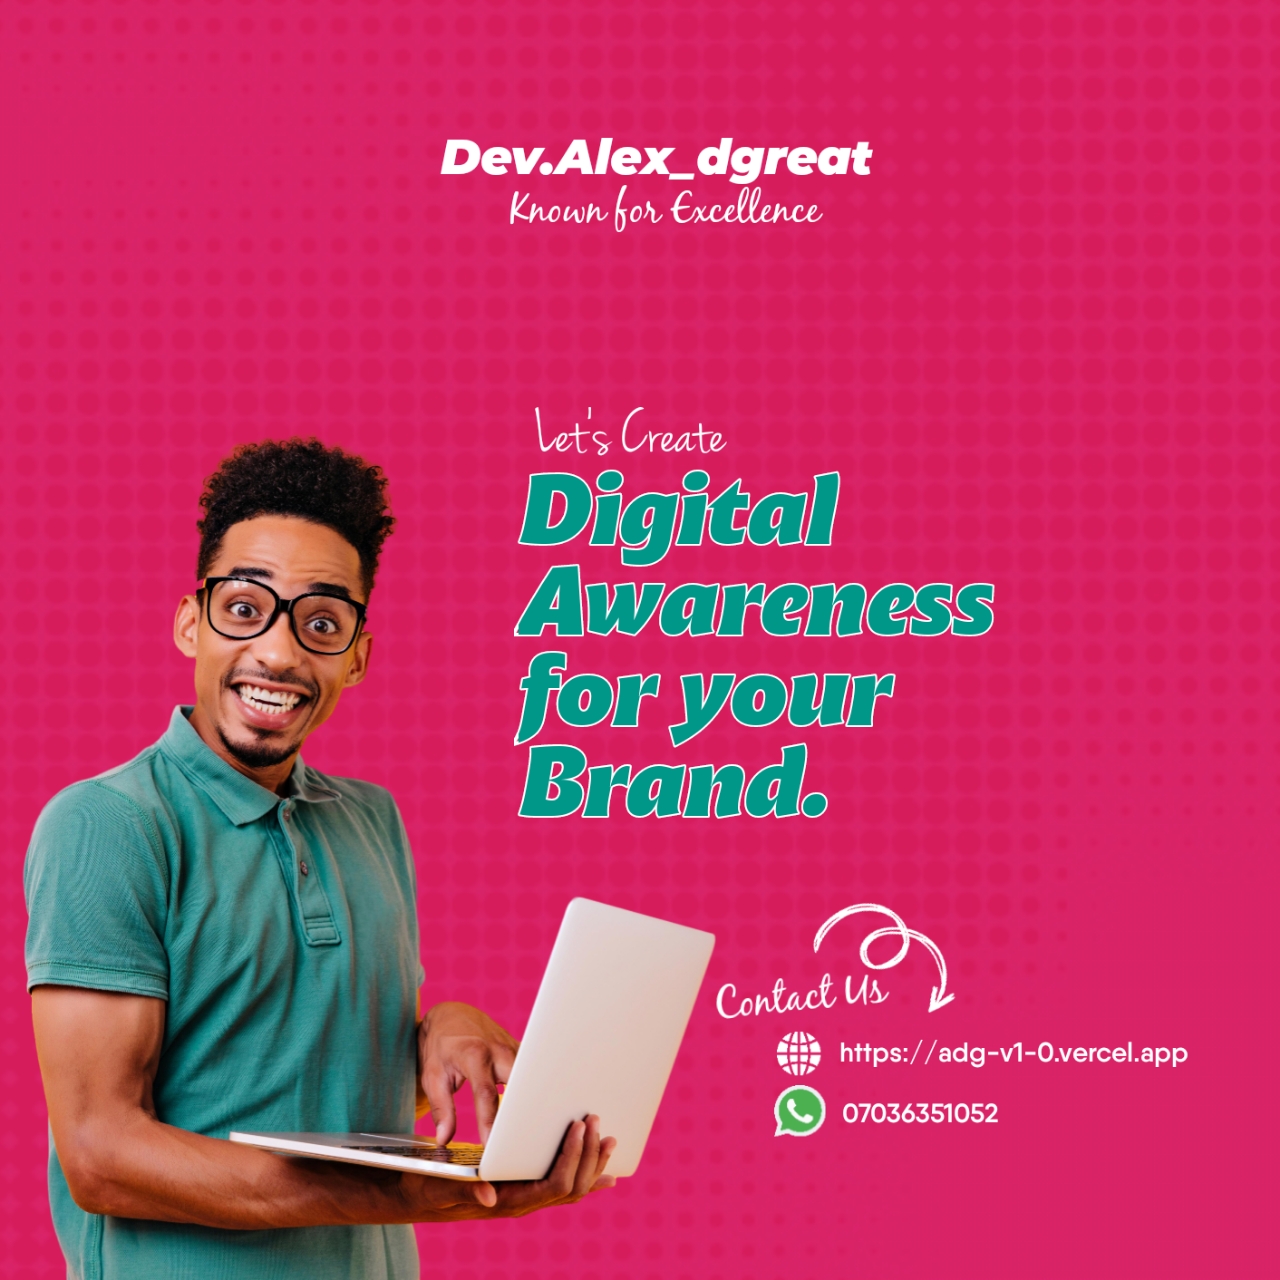 Dev.Alex_dgreat
Known for Excellence
Let's Create
Digital
Awareness
for your
Brand.
Contact Us
https://adg-v1-0.vercel.app
07036351052